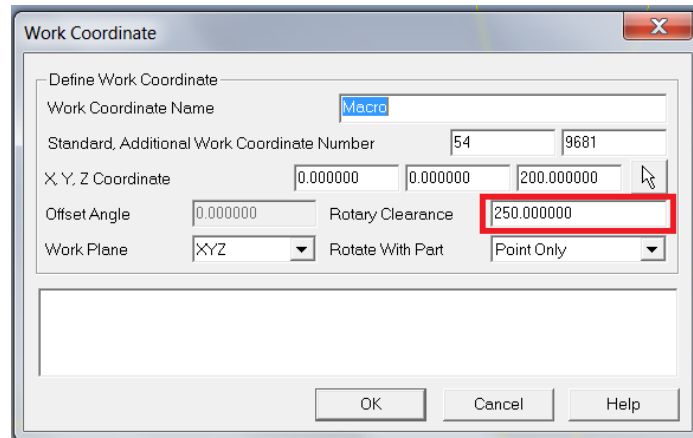 Work Coordinate
X
Define Work Coordinate
Work Coordinate Name Macro
Standard, Additional Work Coordinate Number 54 9681
X, Y, Z Coordinate 0.000000 0.000000 200.000000
Offset Angle 0.000000 Rotary Clearance 250.000000
Work Plane XYZ Rotate With Part Point Only
OK Cancel Help